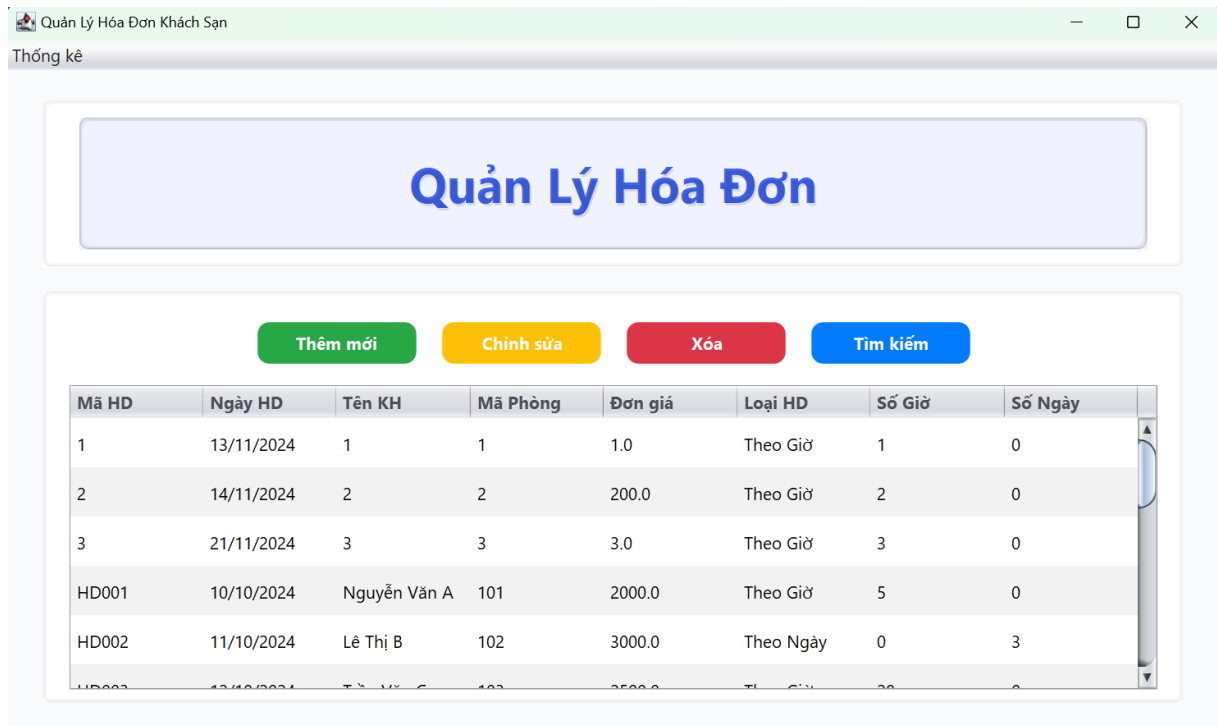 Quản Lý Hóa Đơn Khách Sạn
Thống kê
Quản Lý Hóa Đơn
Thêm mới Chỉnh sửa Xóa Tìm kiếm
Mã HD Ngày HD Tên KH Mã Phòng Đơn giá Loại HD Số Giờ Số Ngày
1 13/11/2024 1 1 1.0 Theo Giờ 1 0
2 14/11/2024 2 2 200.0 Theo Giờ 2 0
3 21/11/2024 3 3 3.0 Theo Giờ 3 0
HD001 10/10/2024 Nguyễn Văn A 101 2000.0 Theo Giờ 5 0
HD002 11/10/2024 Lê Thị B 102 3000.0 Theo Ngày 0 3